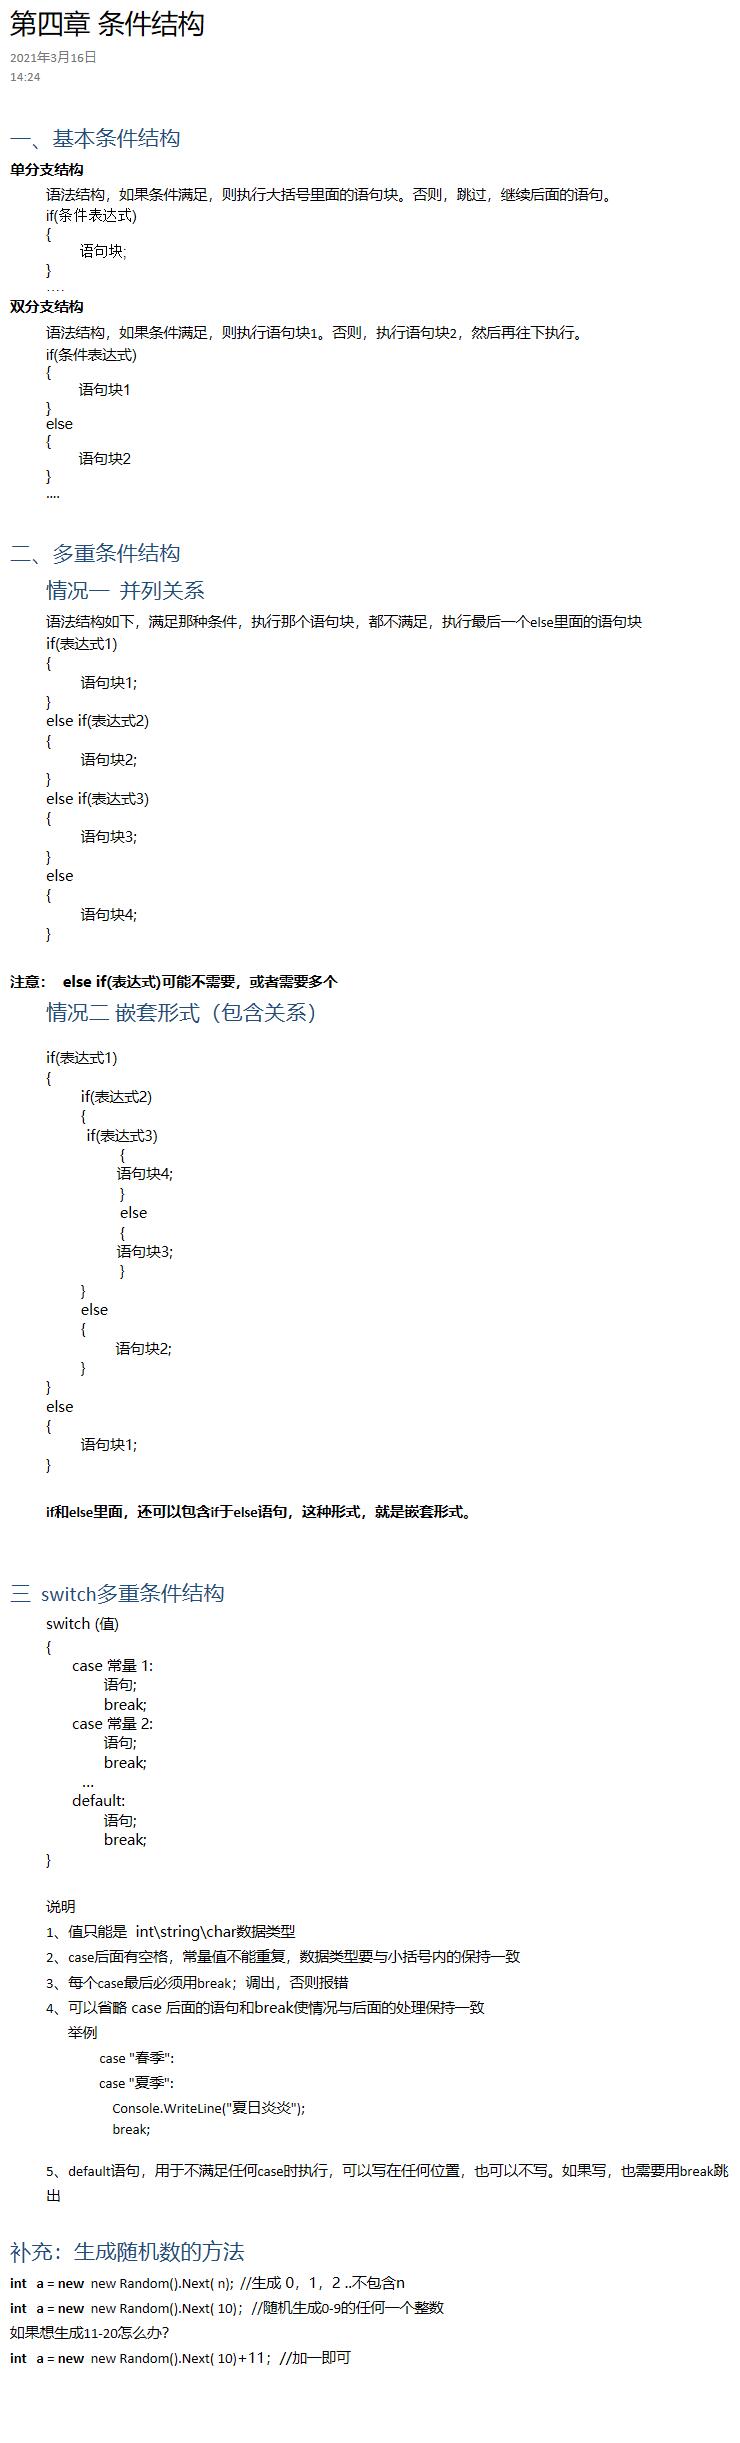 第四章 条件结构
2021年3月16日
14:24
一、基本条件结构
单分支结构
语法结构，如果条件满足，则执行大括号里面的语句块。否则，跳过，继续后面的语句。
if(条件表达式)
{
语句块;
}
....
双分支结构
语法结构，如果条件满足，则执行语句块1。否则，执行语句块2，然后再往下执行。
if(条件表达式)
{
语句块1
}
else
{
语句块2
}
....
二、多重条件结构
情况一 并列关系
语法结构如下，满足那种条件，执行那个语句块，都不满足，执行最后一个else里面的语句块
if(表达式1)
{
语句块1;
}
else if(表达式2)
{
语句块2;
}
else if(表达式3)
{
语句块3;
}
else
{
语句块4;
}
注意： else if(表达式)可能不需要，或者需要多个
情况二 嵌套形式（包含关系）
if(表达式1)
{
if(表达式2)
{
if(表达式3)
{
语句块4;
}
else
{
语句块3;
}
}
else
{
语句块2;
}
}
else
{
语句块1;
}
if和else里面，还可以包含if于else语句，这种形式，就是嵌套形式。
三 switch多重条件结构
switch (值)
{
case 常量 1:
语句;
break;
case 常量 2:
语句;
break;
...
default:
语句;
break;
}
说明
1、值只能是 int\string\char数据类型
2、case后面有空格，常量值不能重复，数据类型要与小括号内的保持一致
3、每个case最后必须用break；调出，否则报错
4、可以省略 case 后面的语句和break使情况与后面的处理保持一致
举例
case "春季":
case "夏季":
Console.WriteLine("夏日炎炎");
break;
5、default语句，用于不满足任何case时执行，可以写在任何位置，也可以不写。如果写，也需要用break跳
出
补充：生成随机数的方法
int a = new new Random().Next( n); //生成 0，1，2 ..不包含n
int a = new new Random().Next( 10)；//随机生成0-9的任何一个整数
如果想生成11-20怎么办？
int a = new new Random().Next( 10)+11；//加一即可